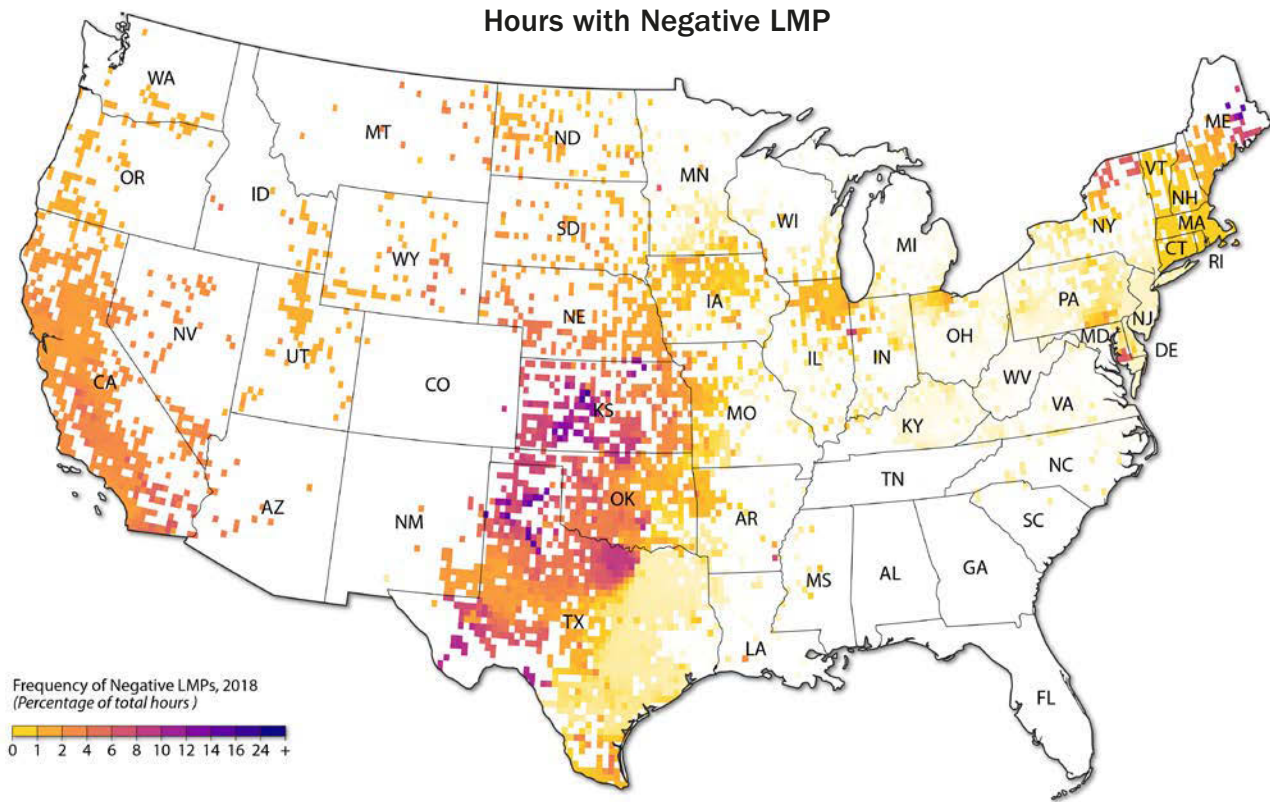 Hours with Negative LMP
WA
MT
ND
MN
ME
OR
ID
VT
NH
WI
SD
MI
NY
MA
WY
CT
RI
IA
PA
NE
NV
NJ
OH
UT
MD
DE
IL
IN
CA
CO
WV
KS
MO
VA
KY
NC
TN
OK
AZ
NM
AR
SC
MS
AL
GA
TX
LA
FL
Frequency of Negative LMPs, 2018
(Percentage of total hours )
0 1 2 4 6 8 10 12 14 16 24 +